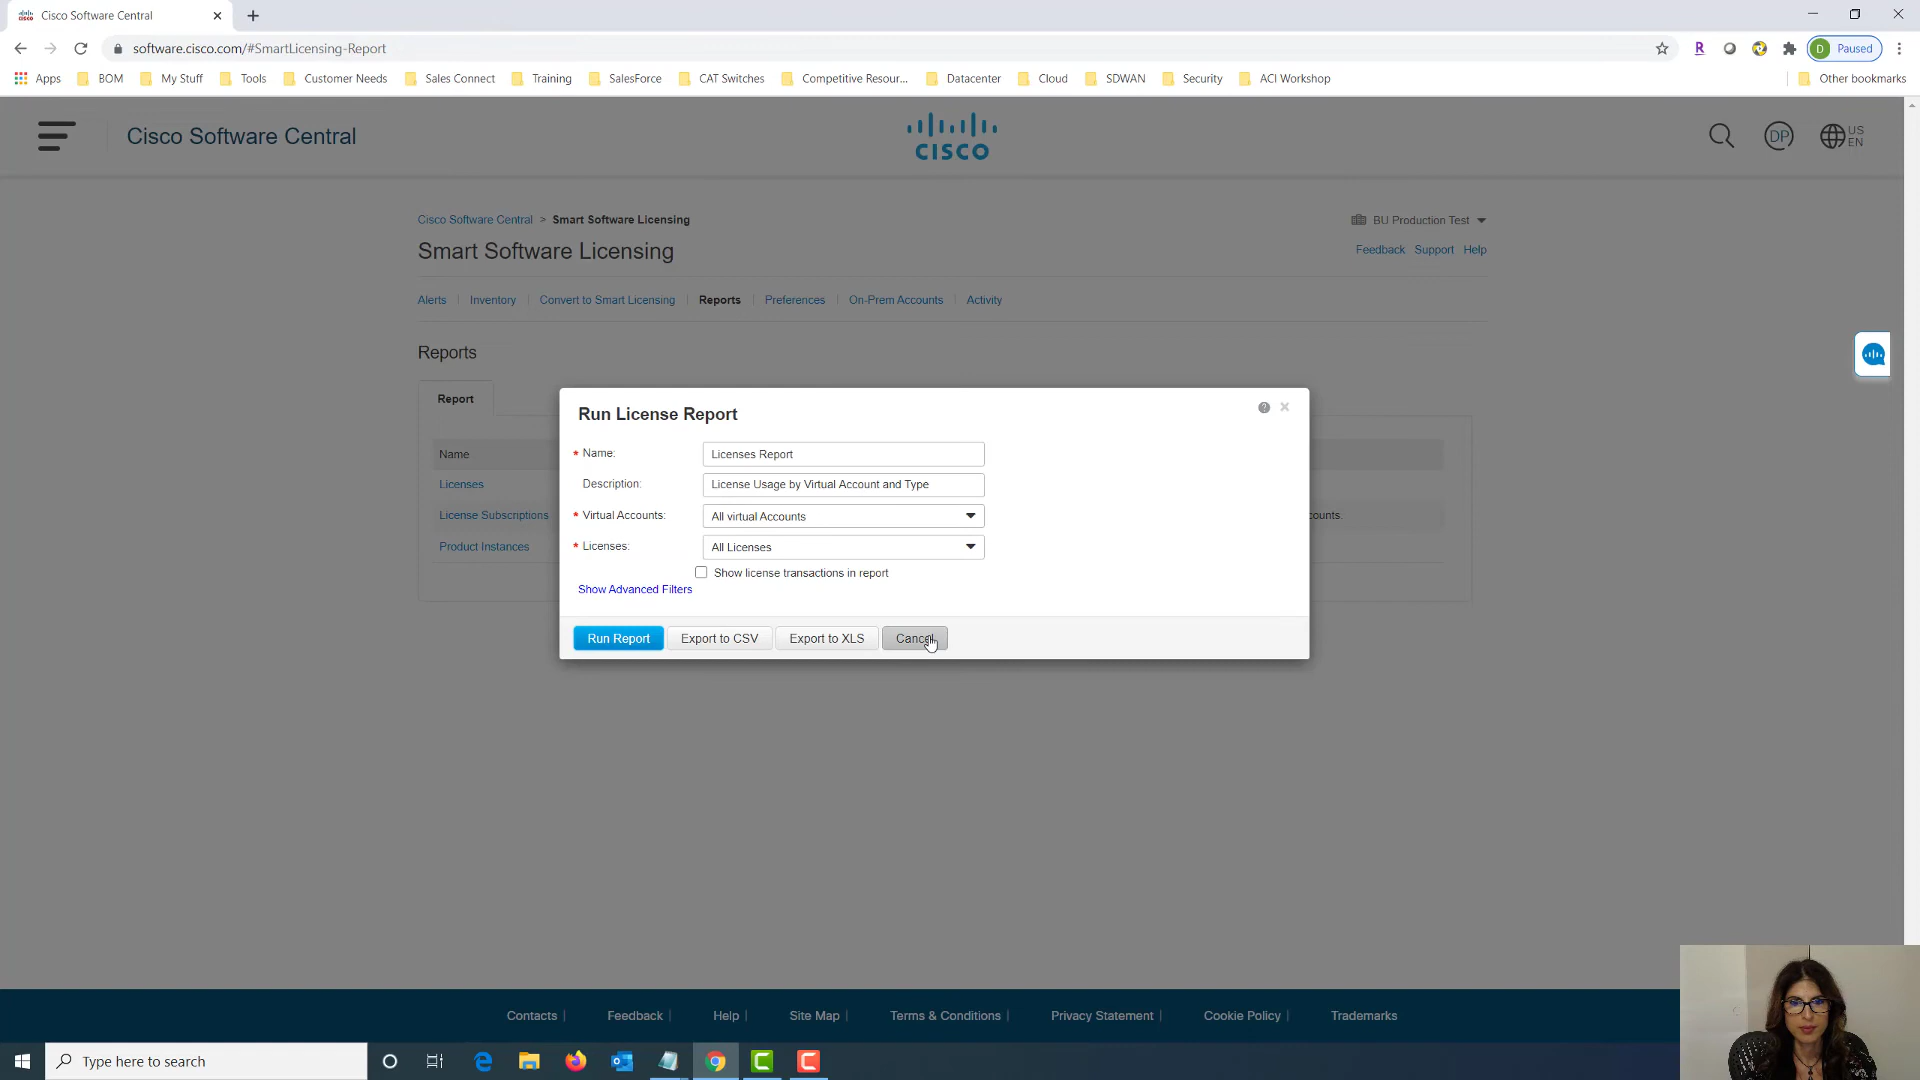 Cisco Software Central
software.cisco.com/#SmartLicensing-Report
R
D Paused
Apps BOM My Stuff Tools Customer Needs Sales Connect Training SalesForce CAT Switches Competitive Resour... Datacenter Cloud SDWAN Security ACI Workshop Other bookmarks
Cisco Software Central
CISCO
DP
US
EN
Cisco Software Central > Smart Software Licensing
BU Production Test
Smart Software Licensing
Feedback Support Help
Alerts Inventory Convert to Smart Licensing Reports Preferences On-Prem Accounts Activity
Reports
Report
Name
Licenses
License Subscriptions
counts.
Product Instances
Run License Report
* Name: Licenses Report
Description: License Usage by Virtual Account and Type
* Virtual Accounts: All virtual Accounts
* Licenses: All Licenses
Show license transactions in report
Show Advanced Filters
Run Report Export to CSV Export to XLS Cancel
Contacts | Feedback | Help | Site Map | Terms & Conditions | Privacy Statement | Cookie Policy | Trademarks
Type here to search